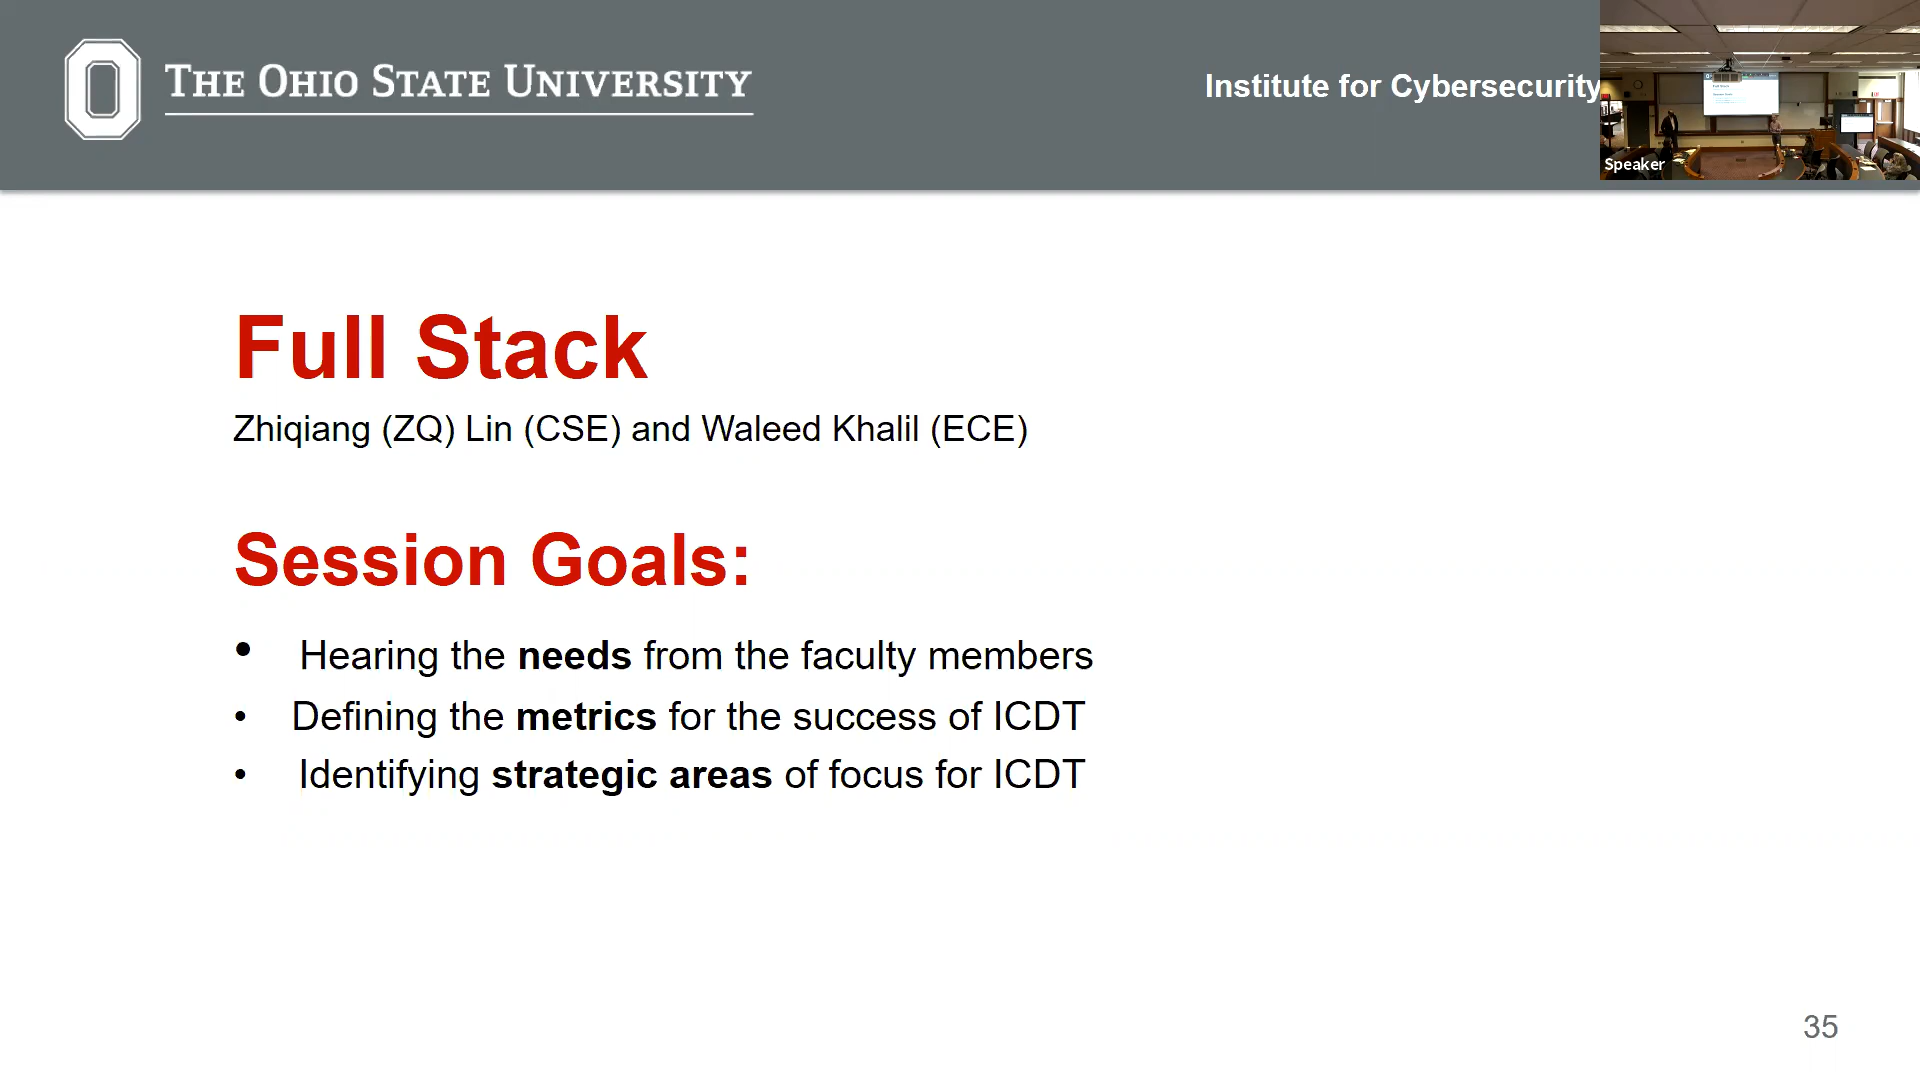 THE OHIO STATE UNIVERSITY
Institute for Cybersecurity
Speaker
Full Stack
Zhiqiang (ZQ) Lin (CSE) and Waleed Khalil (ECE)
Session Goals:
• Hearing the needs from the faculty members
• Defining the metrics for the success of ICDT
• Identifying strategic areas of focus for ICDT
35